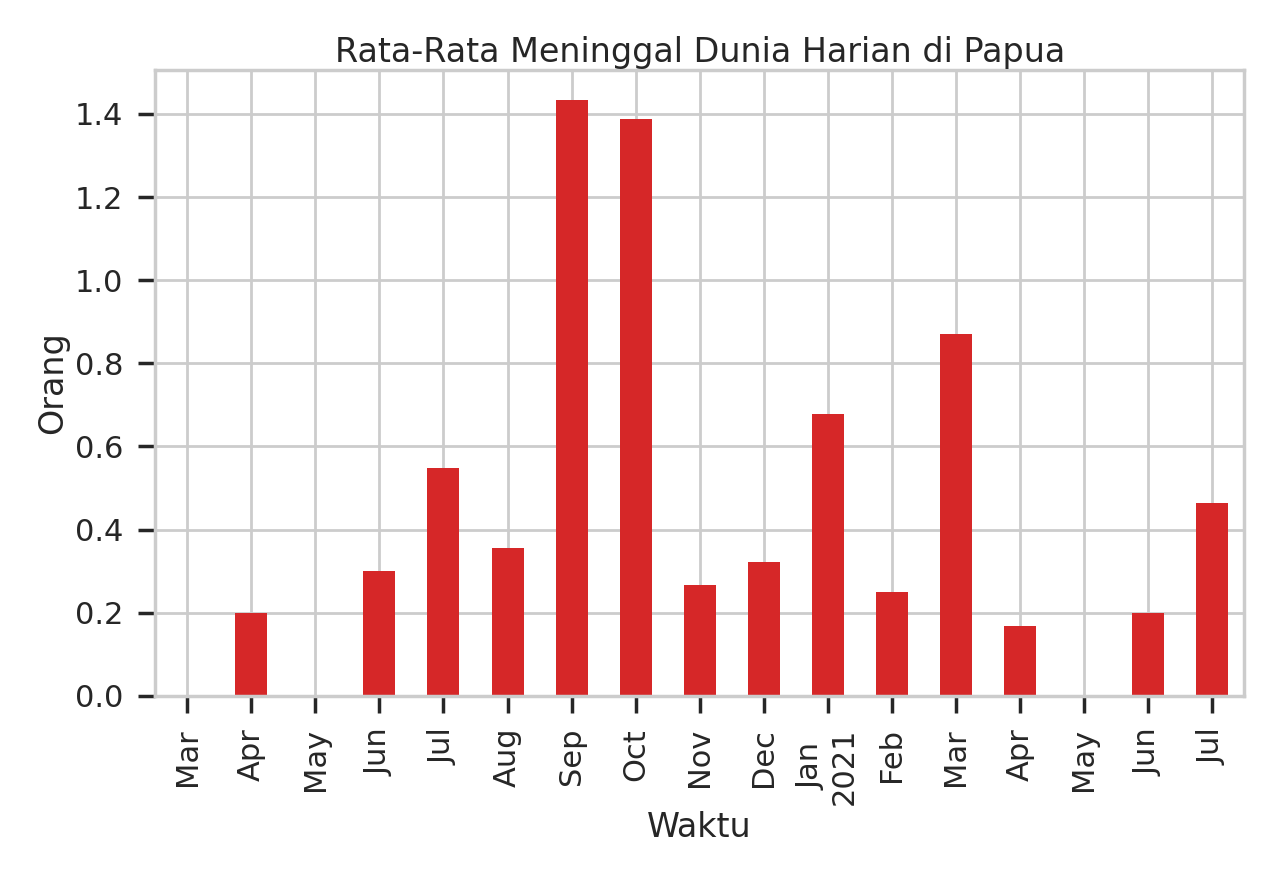 Rata-Rata Meninggal Dunia Harian di Papua
Orang
1.4
1.2
1.0
0.8
0.6
0.4
0.2
0.0
Mar
Apr
May
Jun
Jul
Aug
Sep
Oct
Nov
Dec
Jan
2021
Feb
Mar
Apr
May
Jun
Jul
Waktu